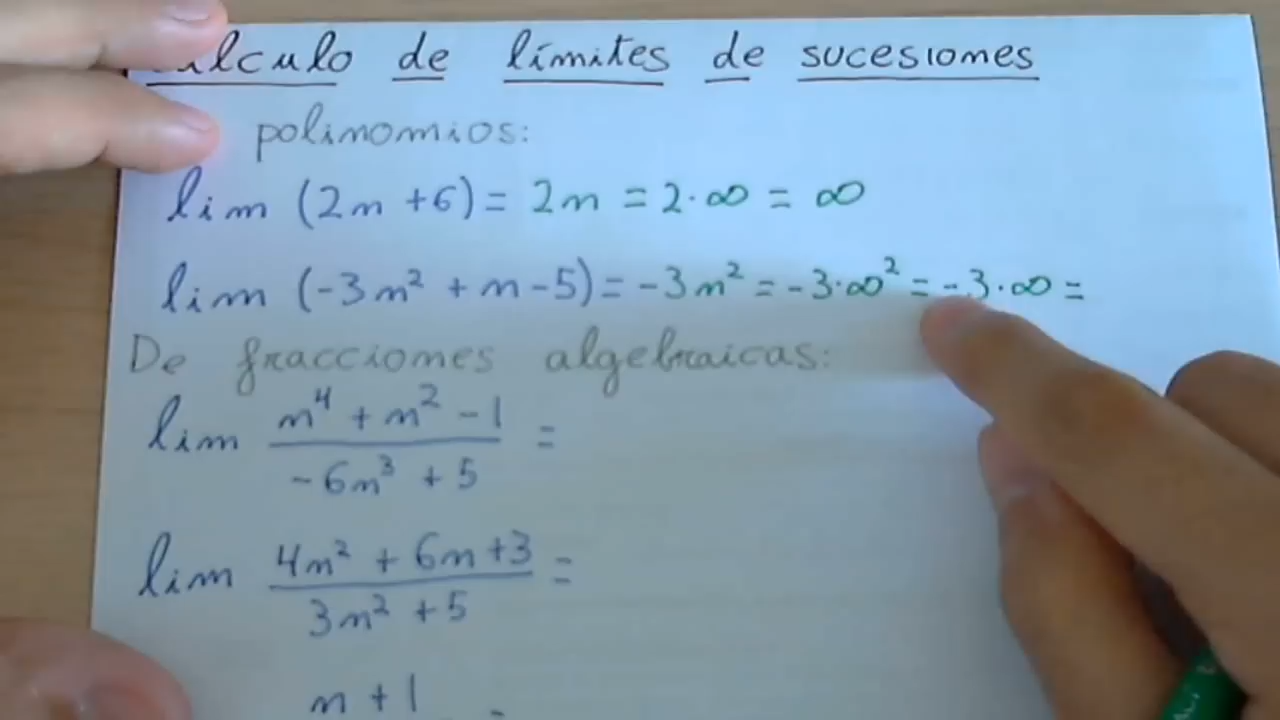 álculo de límites de sucesiones
polinomios:
lim (2n + 6) = 2n = 2·∞ = ∞
lim (-3n² + n - 5) = -3n² = -3·∞² = -3·∞ =
De fracciones algebraicas:
lim (n⁴ + n² - 1)/(-6n³ + 5) =
lim (4n² + 6n + 3)/(3n² + 5) =
n + 1